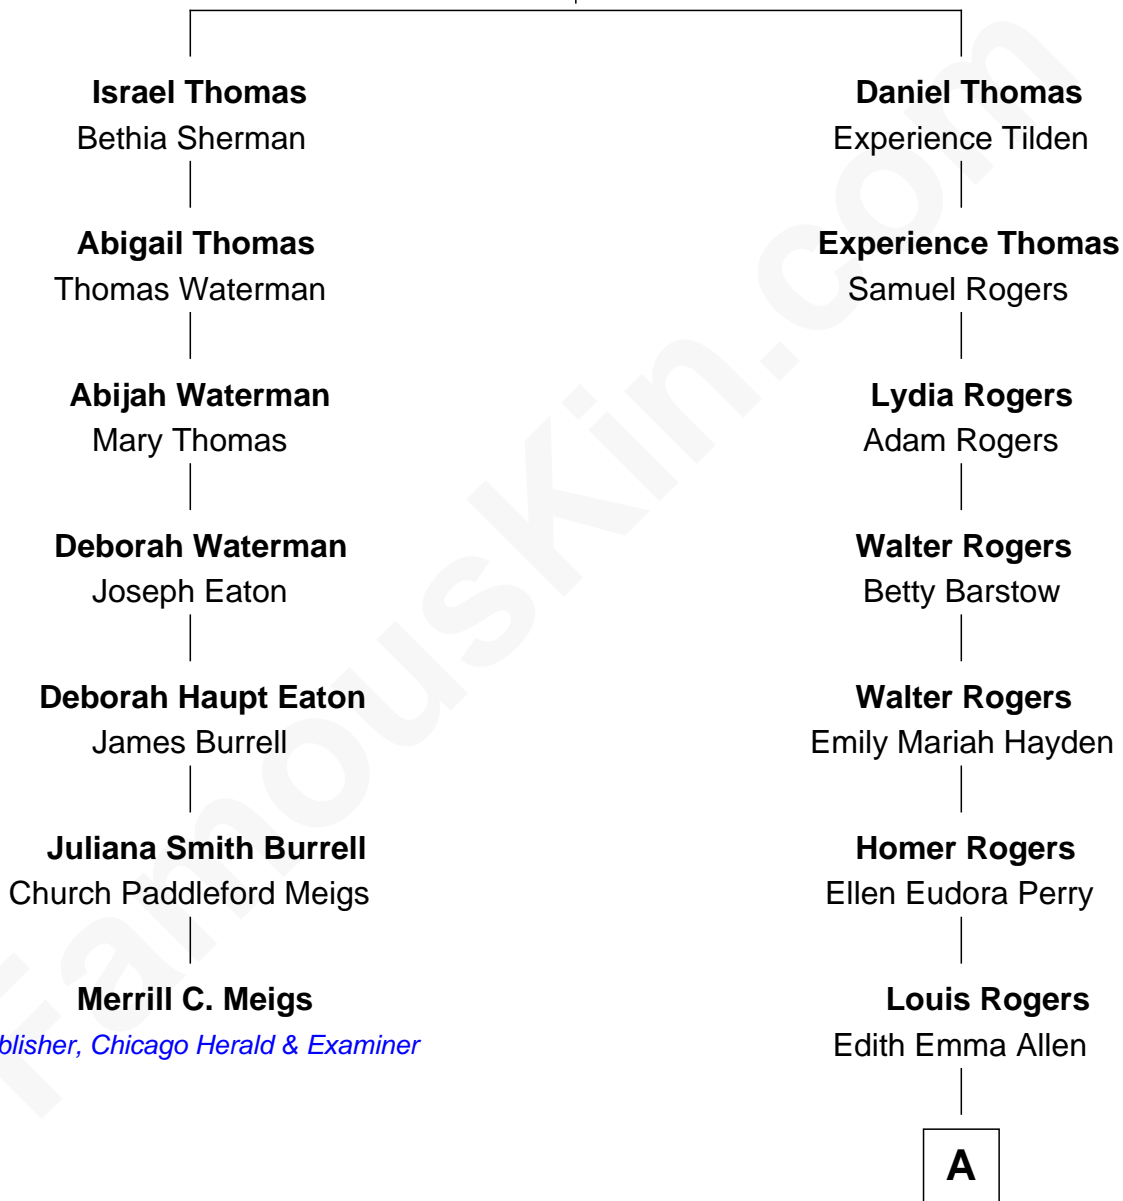 Israel Thomas
Bethia Sherman
Abigail Thomas
Thomas Waterman
Abijah Waterman
Mary Thomas
Deborah Waterman
Joseph Eaton
Deborah Haupt Eaton
James Burrell
Juliana Smith Burrell
Church Paddleford Meigs
Merrill C. Meigs
blisher, Chicago Herald & Examiner
Daniel Thomas
Experience Tilden
Experience Thomas
Samuel Rogers
Lydia Rogers
Adam Rogers
Walter Rogers
Betty Barstow
Walter Rogers
Emily Mariah Hayden
Homer Rogers
Ellen Eudora Perry
Louis Rogers
Edith Emma Allen
A
FamousKin.com